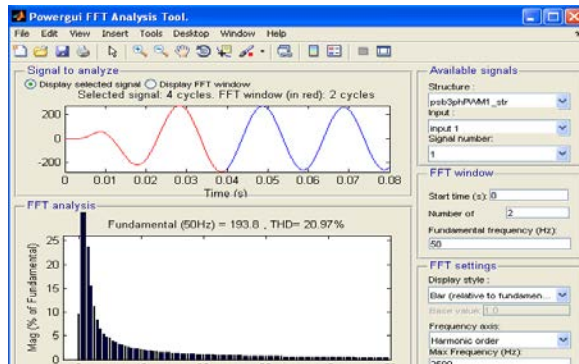 Powergui FFT Analysis Tool.
File Edit View Insert Tools Desktop Window Help
Signal to analyze
Display selected signal Display FFT window
Selected signal: 4 cycles. FFT window (in red): 2 cycles
200
0
-200
0 0.01 0.02 0.03 0.04 0.05 0.06 0.07 0.08
Time (s)
FFT analysis
Fundamental (50Hz) = 193.8 , THD= 20.97%
25
20
15
10
5
0
Mag (% of Fundamental)
Available signals
Structure :
psb3phPWM1_str
Input :
input 1
Signal number:
1
FFT window
Start time (s): 0
Number of 2
Fundamental frequency (Hz):
50
FFT settings
Display style :
Bar (relative to fundamen...
Base value: 1.0
Frequency axis:
Harmonic order
Max Frequency (Hz):